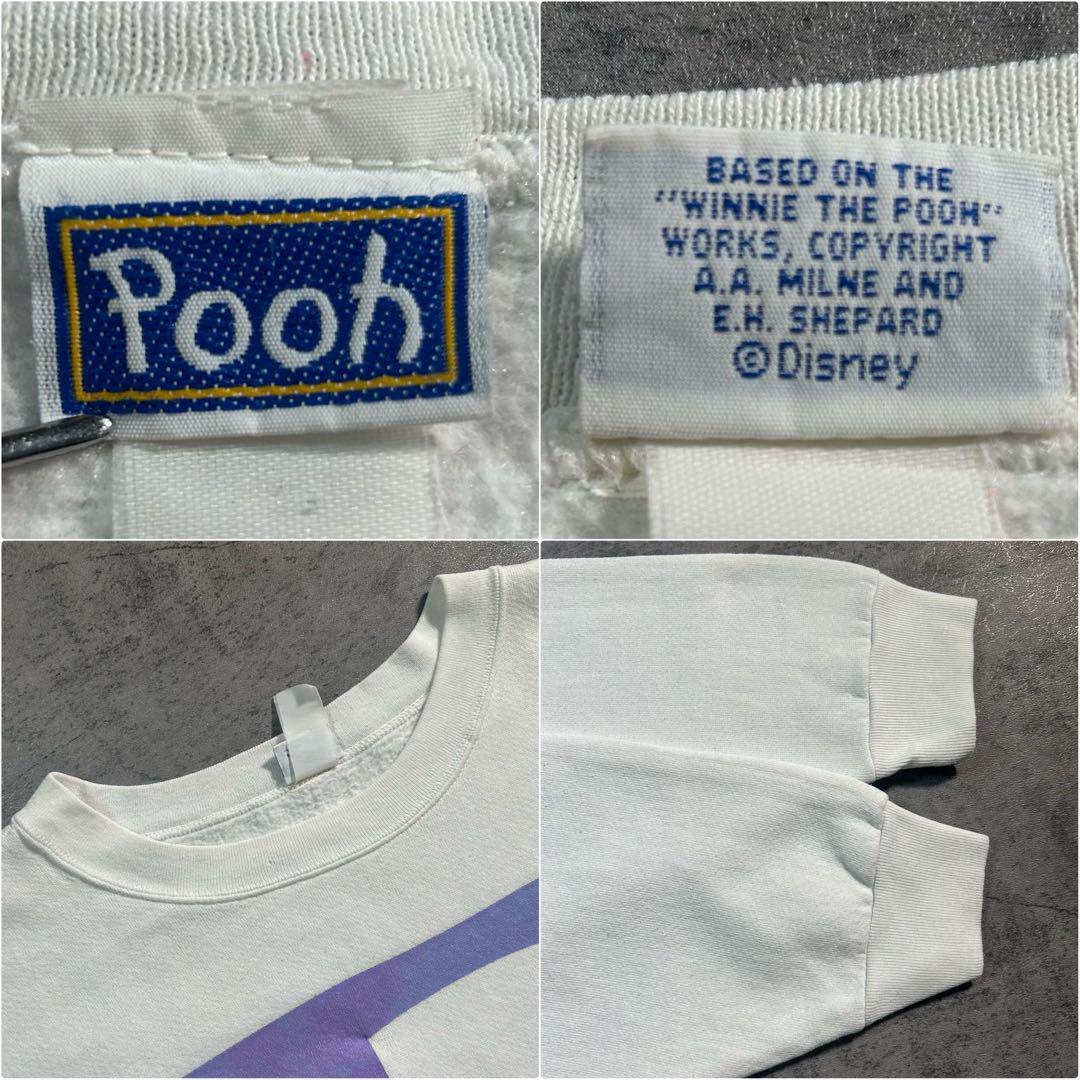 Pooh
BASED ON THE
"WINNIE THE POOH"
WORKS, COPYRIGHT
A.A. MILNE AND
E.H. SHEPARD
©Disney